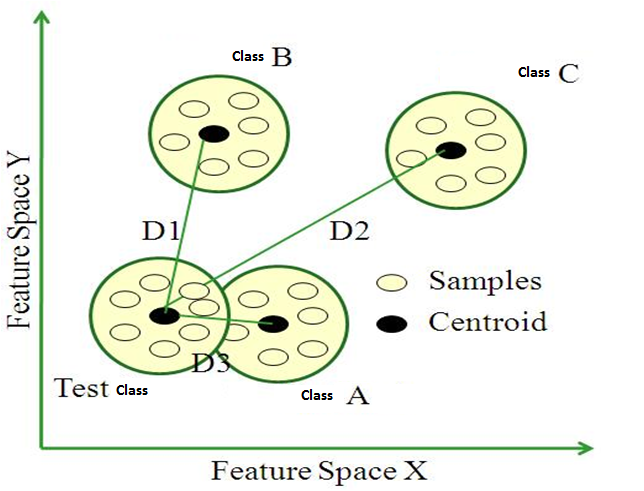 Class B
Class C
Feature Space Y
D1
D2
Samples
Centroid
D3
Test Class
Class A
Feature Space X